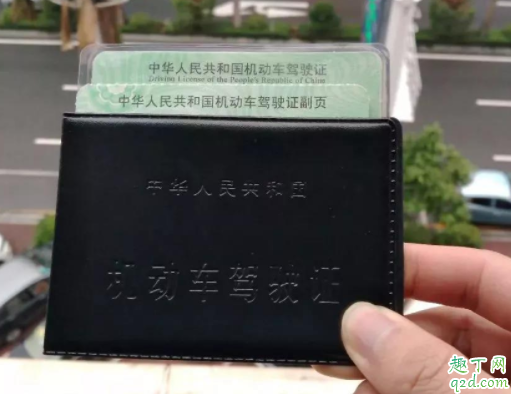 中华人民共和国机动车驾驶证
Driving License of the People's Republic of China
中华人民共和国机动车驾驶证副页
中华人民共和国
机动车驾驶证
趣丁网
q2d.com